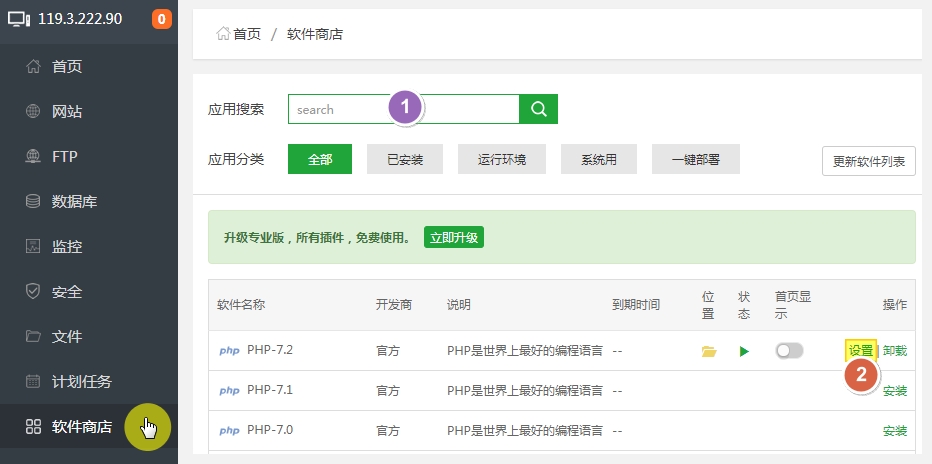 119.3.222.90 0
首页
网站
FTP
数据库
监控
安全
文件
计划任务
软件商店
首页 / 软件商店
应用搜索 search 1
应用分类 全部 已安装 运行环境 系统用 一键部署 更新软件列表
升级专业版，所有插件，免费使用。 立即升级
软件名称 开发商 说明 到期时间 位置 状态 首页显示 操作
php PHP-7.2 官方 PHP是世界上最好的编程语言 -- 设置 | 卸载
2
php PHP-7.1 官方 PHP是世界上最好的编程语言 -- 安装
php PHP-7.0 官方 PHP是世界上最好的编程语言 -- 安装